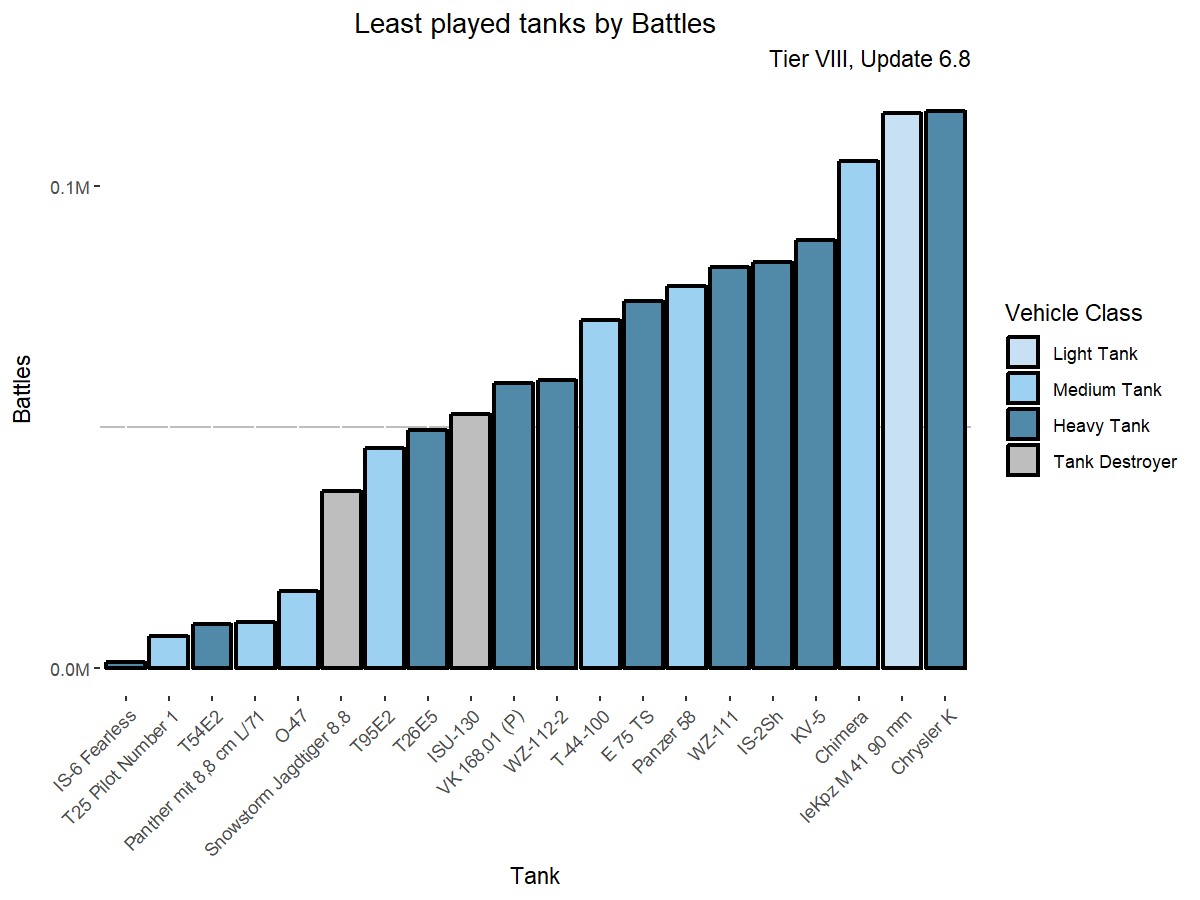 Least played tanks by Battles
Tier VIII, Update 6.8
0.1M
0.0M
Battles
IS-6 Fearless
T25 Pilot Number 1
T54E2
Panther mit 8,8 cm L/71
O-47
Snowstorm Jagdtiger 8.8
T95E2
T26E5
ISU-130
VK 168.01 (P)
WZ-112-2
T-44-100
E 75 TS
Panzer 58
WZ-111
IS-2Sh
KV-5
Chimera
leKpz M 41 90 mm
Chrysler K
Tank
Vehicle Class
Light Tank
Medium Tank
Heavy Tank
Tank Destroyer